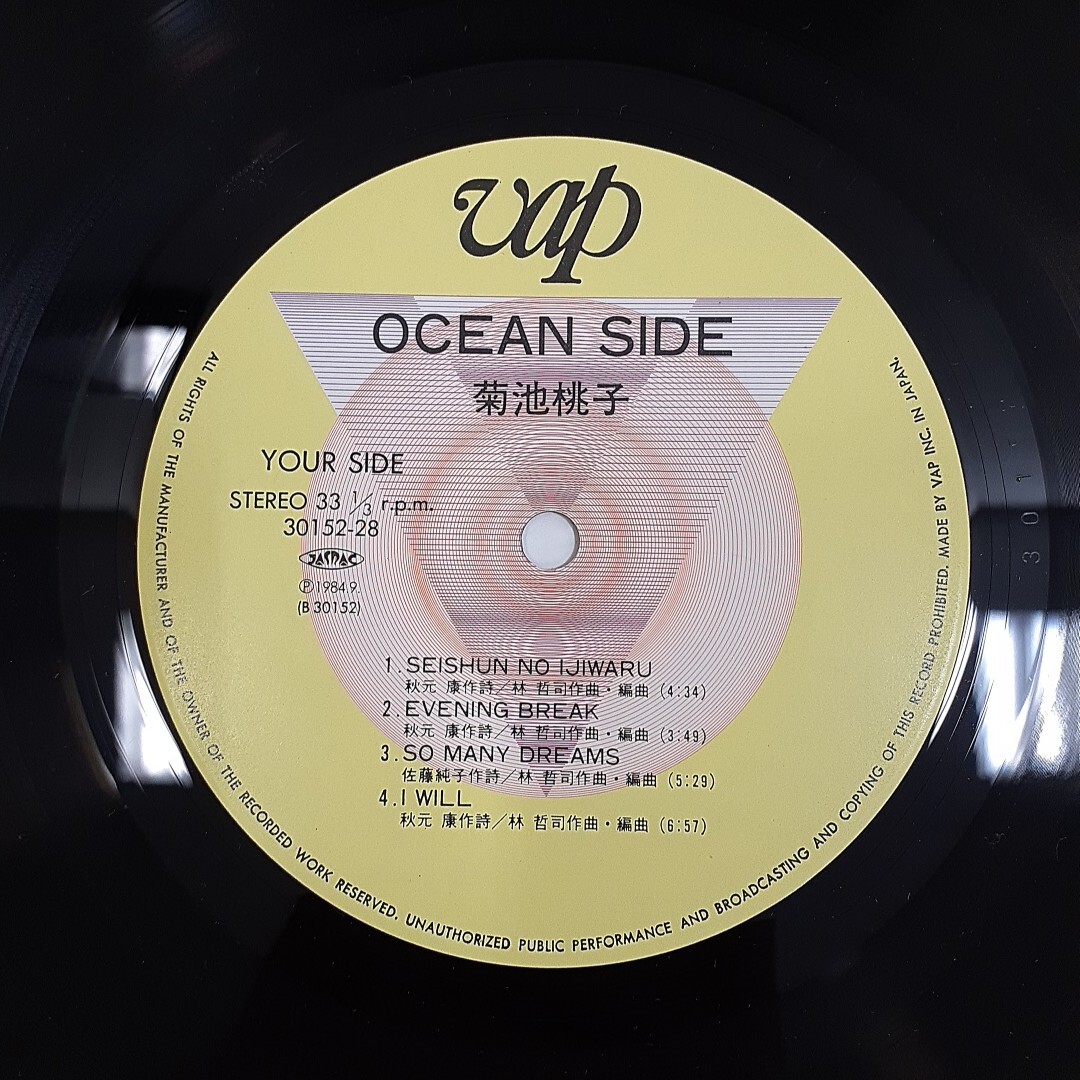 vap
OCEAN SIDE
菊池桃子
YOUR SIDE
STEREO 33 1/3 r.p.m.
30152-28
JASRAC
Ⓟ1984.9.
(B 30152)
1.SEISHUN NO IJIWARU
秋元 康作詩/林 哲司作曲・編曲 (4:34)
2.EVENING BREAK
秋元 康作詩/林 哲司作曲・編曲 (3:49)
3.SO MANY DREAMS
佐藤純子作詩/林 哲司作曲・編曲 (5:29)
4.I WILL
秋元 康作詩/林 哲司作曲・編曲 (6:57)
ALL RIGHTS OF THE MANUFACTURER AND OF THE OWNER OF THE RECORDED WORK RESERVED. UNAUTHORIZED PUBLIC PERFORMANCE AND BROADCASTING AND COPYING OF THIS RECORD PROHIBITED. MADE BY VAP INC. IN JAPAN.